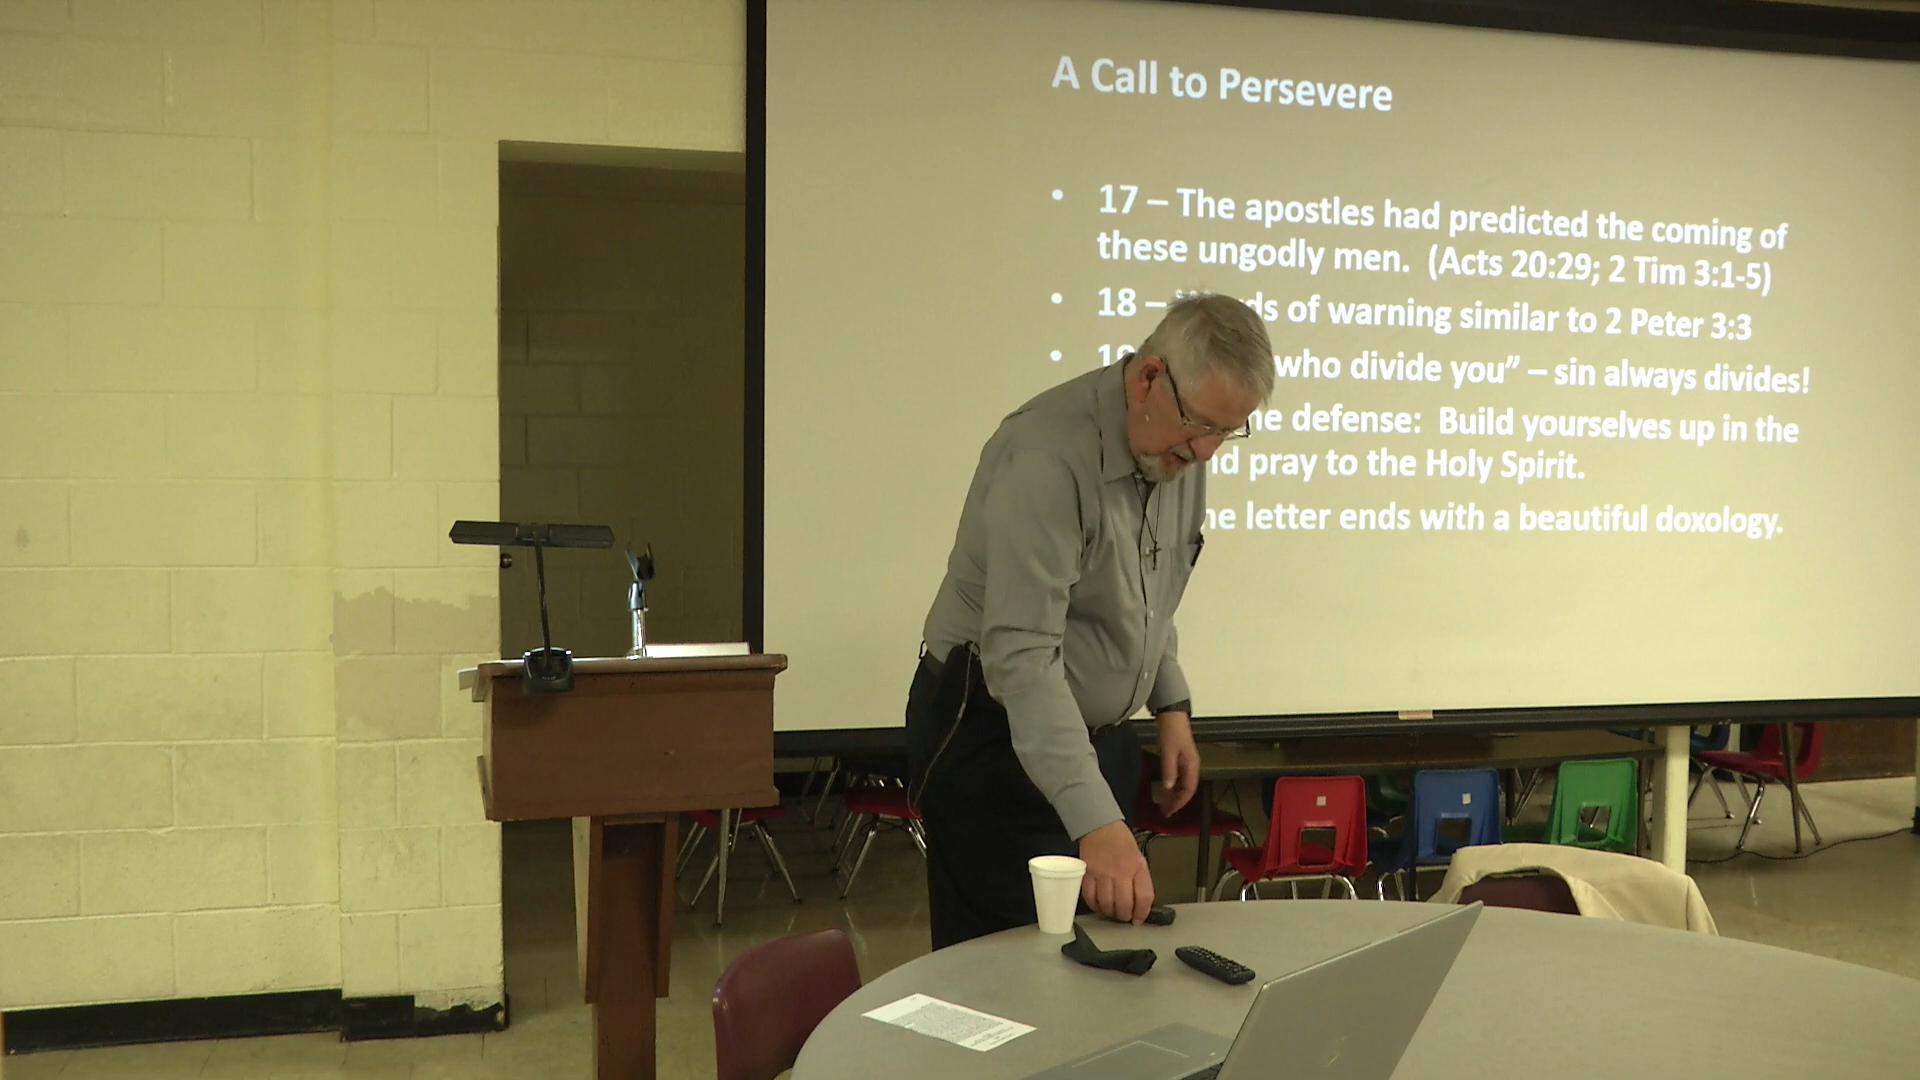 A Call to Persevere
• 17 – The apostles had predicted the coming of
these ungodly men. (Acts 20:29; 2 Tim 3:1-5)
• 18 – of warning similar to 2 Peter 3:3
• who divide you” – sin always divides!
defense: Build yourselves up in the
pray to the Holy Spirit.
letter ends with a beautiful doxology.